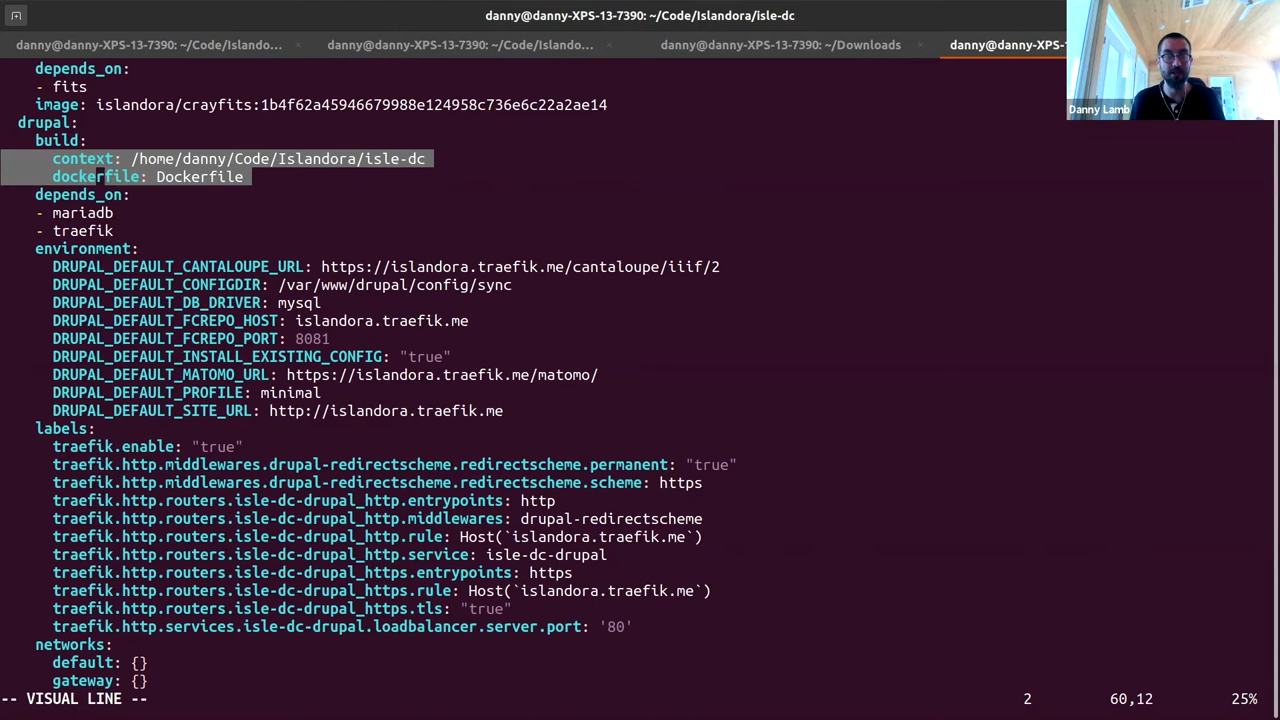 danny@danny-XPS-13-7390: ~/Code/Islandora/isle-dc
danny@danny-XPS-13-7390: ~/Code/Islando...
danny@danny-XPS-13-7390: ~/Code/Islando...
danny@danny-XPS-13-7390: ~/Downloads
danny@danny-XPS-1
Danny Lamb
depends_on:
- fits
image: islandora/crayfits:1b4f62a45946679988e124958c736e6c22a2ae14
drupal:
build:
context: /home/danny/Code/Islandora/isle-dc
dockerfile: Dockerfile
depends_on:
- mariadb
- traefik
environment:
DRUPAL_DEFAULT_CANTALOUPE_URL: https://islandora.traefik.me/cantaloupe/iiif/2
DRUPAL_DEFAULT_CONFIGDIR: /var/www/drupal/config/sync
DRUPAL_DEFAULT_DB_DRIVER: mysql
DRUPAL_DEFAULT_FCREPO_HOST: islandora.traefik.me
DRUPAL_DEFAULT_FCREPO_PORT: 8081
DRUPAL_DEFAULT_INSTALL_EXISTING_CONFIG: "true"
DRUPAL_DEFAULT_MATOMO_URL: https://islandora.traefik.me/matomo/
DRUPAL_DEFAULT_PROFILE: minimal
DRUPAL_DEFAULT_SITE_URL: http://islandora.traefik.me
labels:
traefik.enable: "true"
traefik.http.middlewares.drupal-redirectscheme.redirectscheme.permanent: "true"
traefik.http.middlewares.drupal-redirectscheme.redirectscheme.scheme: https
traefik.http.routers.isle-dc-drupal_http.entrypoints: http
traefik.http.routers.isle-dc-drupal_http.middlewares: drupal-redirectscheme
traefik.http.routers.isle-dc-drupal_http.rule: Host(`islandora.traefik.me`)
traefik.http.routers.isle-dc-drupal_http.service: isle-dc-drupal
traefik.http.routers.isle-dc-drupal_https.entrypoints: https
traefik.http.routers.isle-dc-drupal_https.rule: Host(`islandora.traefik.me`)
traefik.http.routers.isle-dc-drupal_https.tls: "true"
traefik.http.services.isle-dc-drupal.loadbalancer.server.port: '80'
networks:
default: {}
gateway: {}
-- VISUAL LINE -- 2 60,12 25%